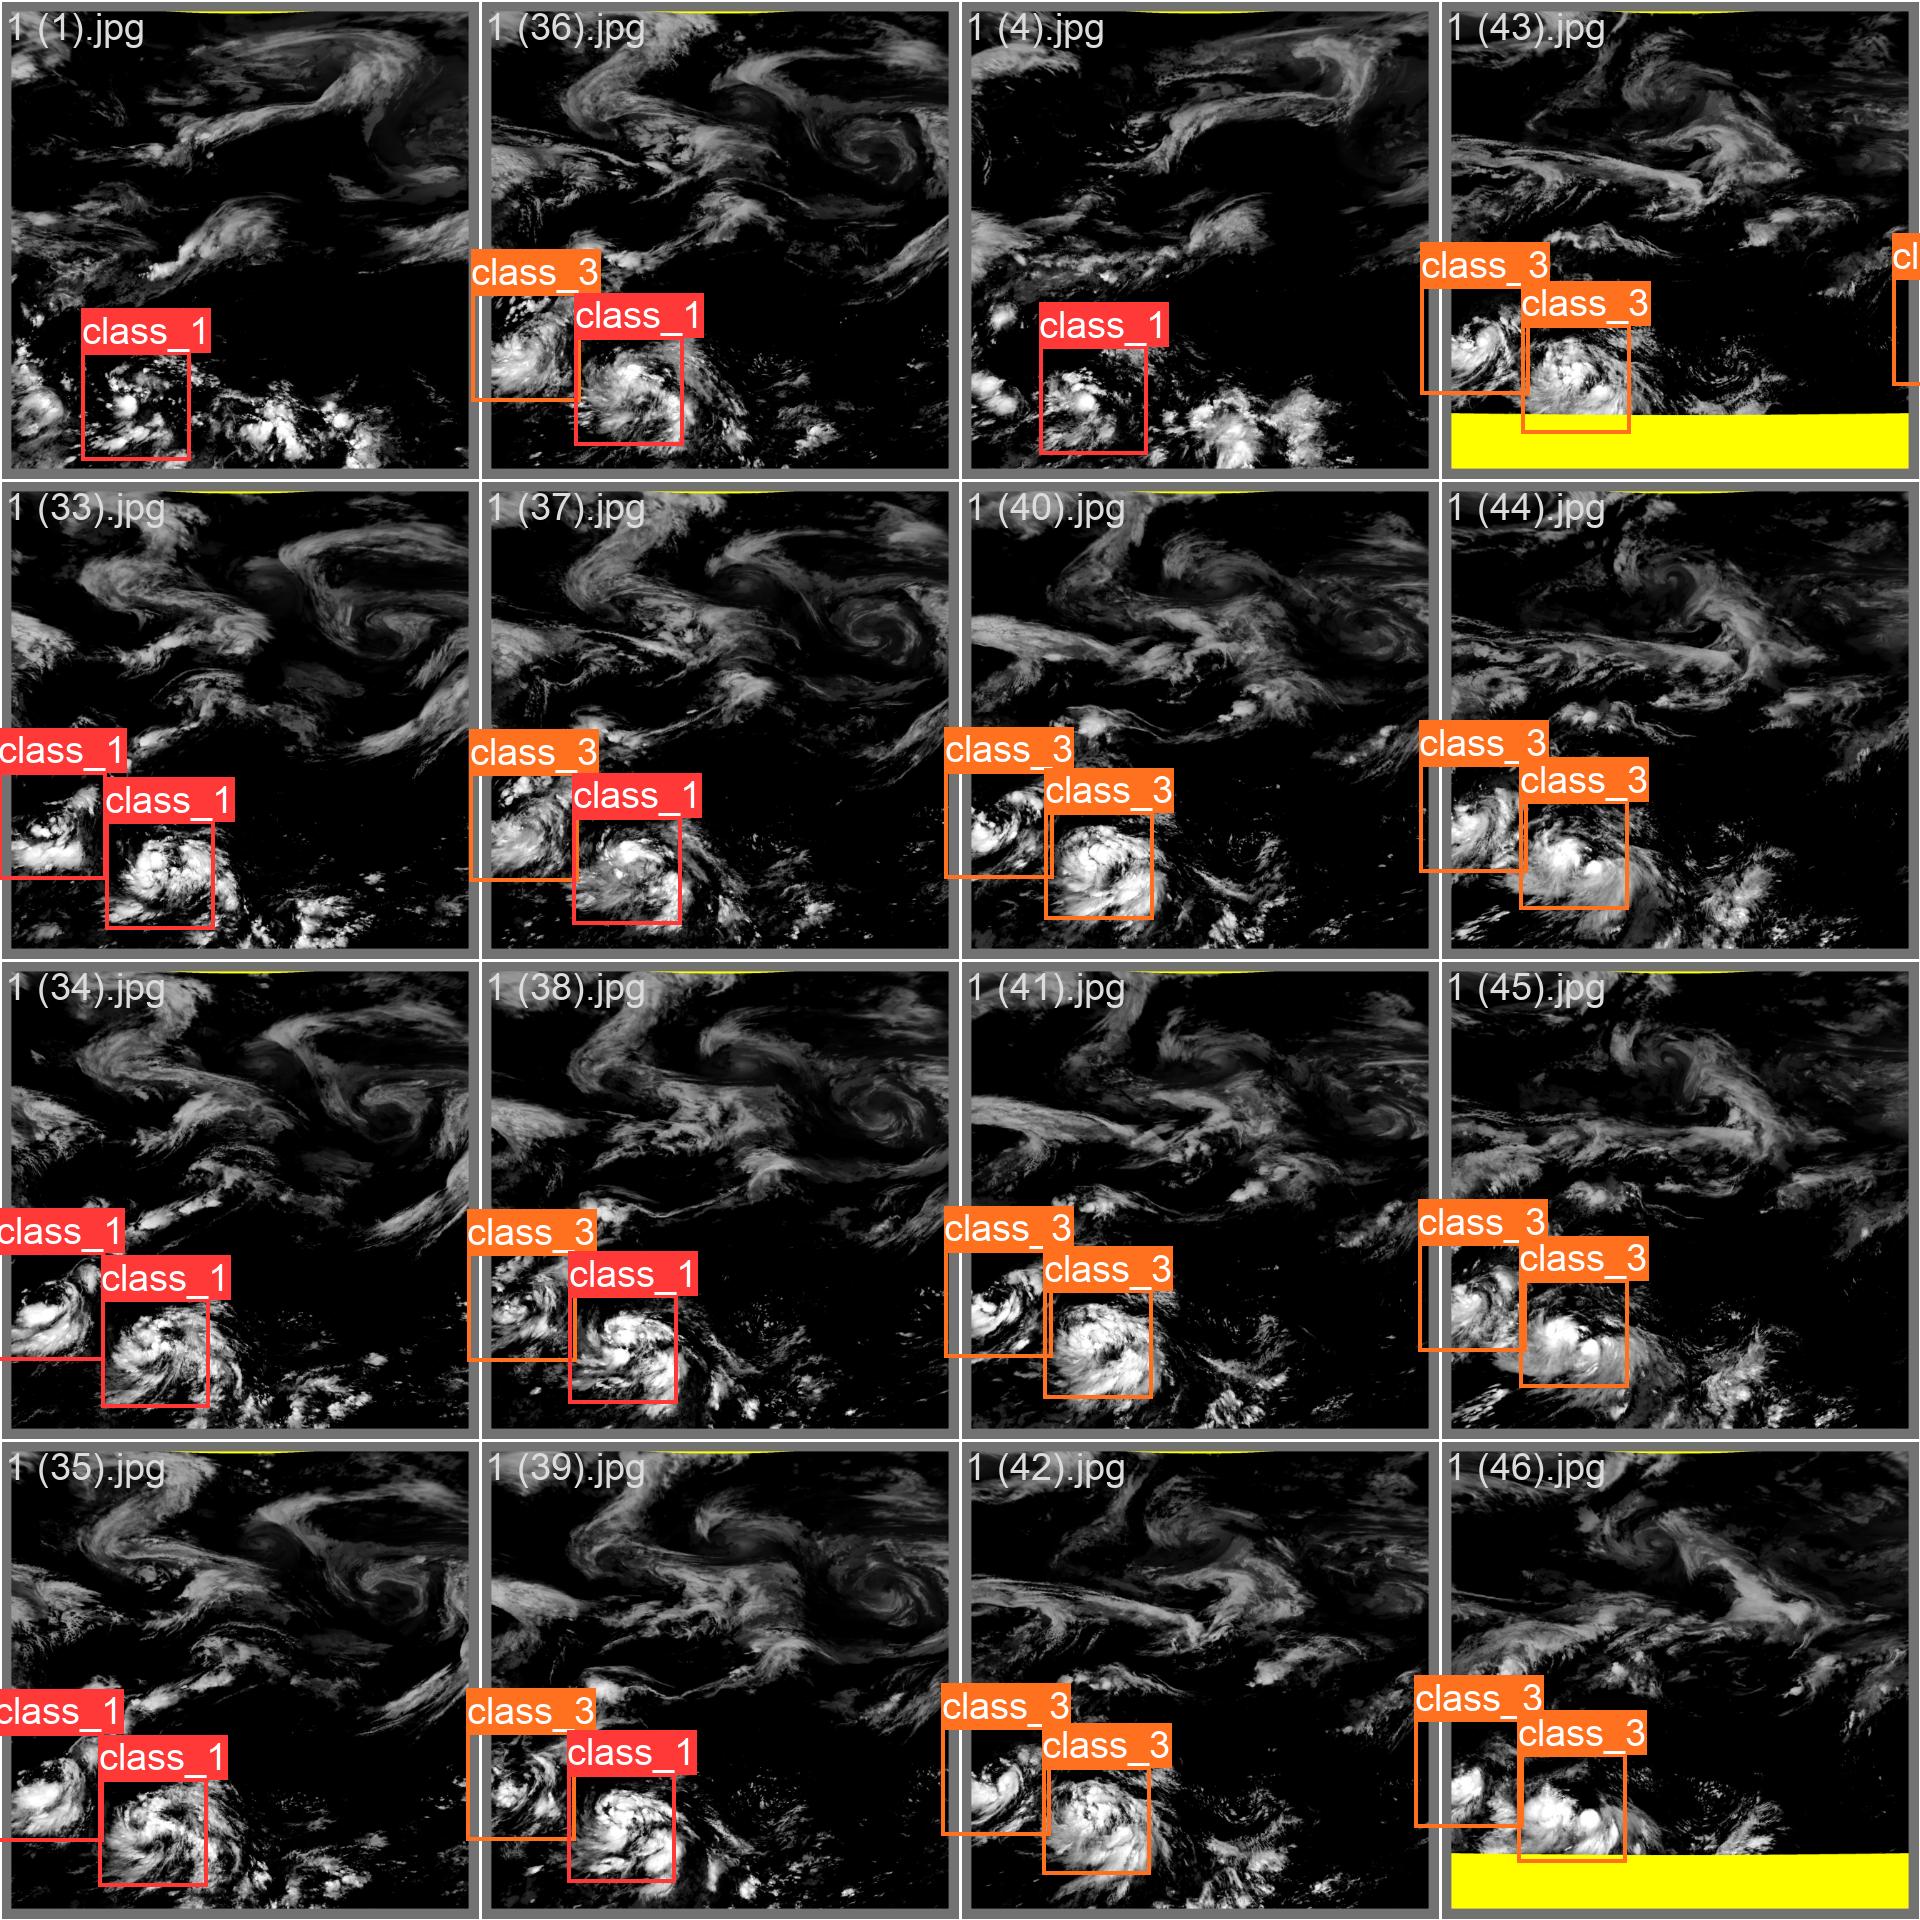 1 (1).jpg
class_1
1 (36).jpg
class_3
class_1
1 (4).jpg
class_1
1 (43).jpg
class_3
class_3
cl
1 (33).jpg
class_1
class_1
1 (37).jpg
class_3
class_1
1 (40).jpg
class_3
class_3
1 (44).jpg
class_3
class_3
1 (34).jpg
class_1
class_1
1 (38).jpg
class_3
class_1
1 (41).jpg
class_3
class_3
1 (45).jpg
class_3
class_3
1 (35).jpg
class_1
class_1
1 (39).jpg
class_3
class_1
1 (42).jpg
class_3
class_3
1 (46).jpg
class_3
class_3